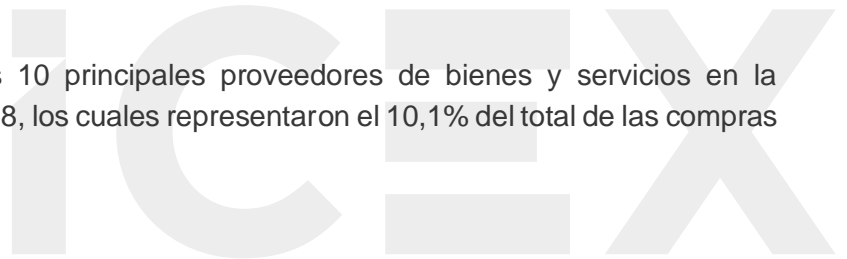 iCEX
s 10 principales proveedores de bienes y servicios en la
8, los cuales representaron el 10,1% del total de las compras